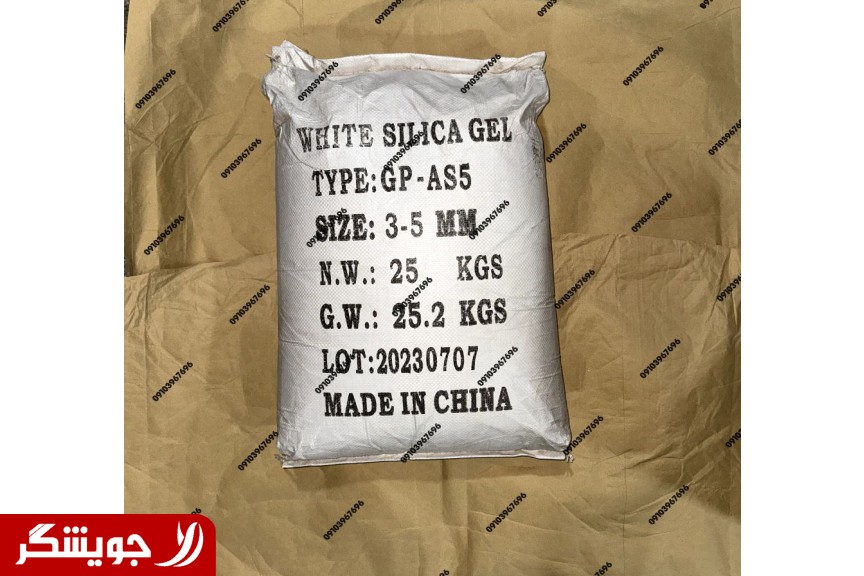 WHITE SILICA GEL
TYPE:GP-AS5
SIZE: 3-5 MM
N.W.: 25 KGS
G.W.: 25.2 KGS
LOT:20230707
MADE IN CHINA
09103967696
جویشگر